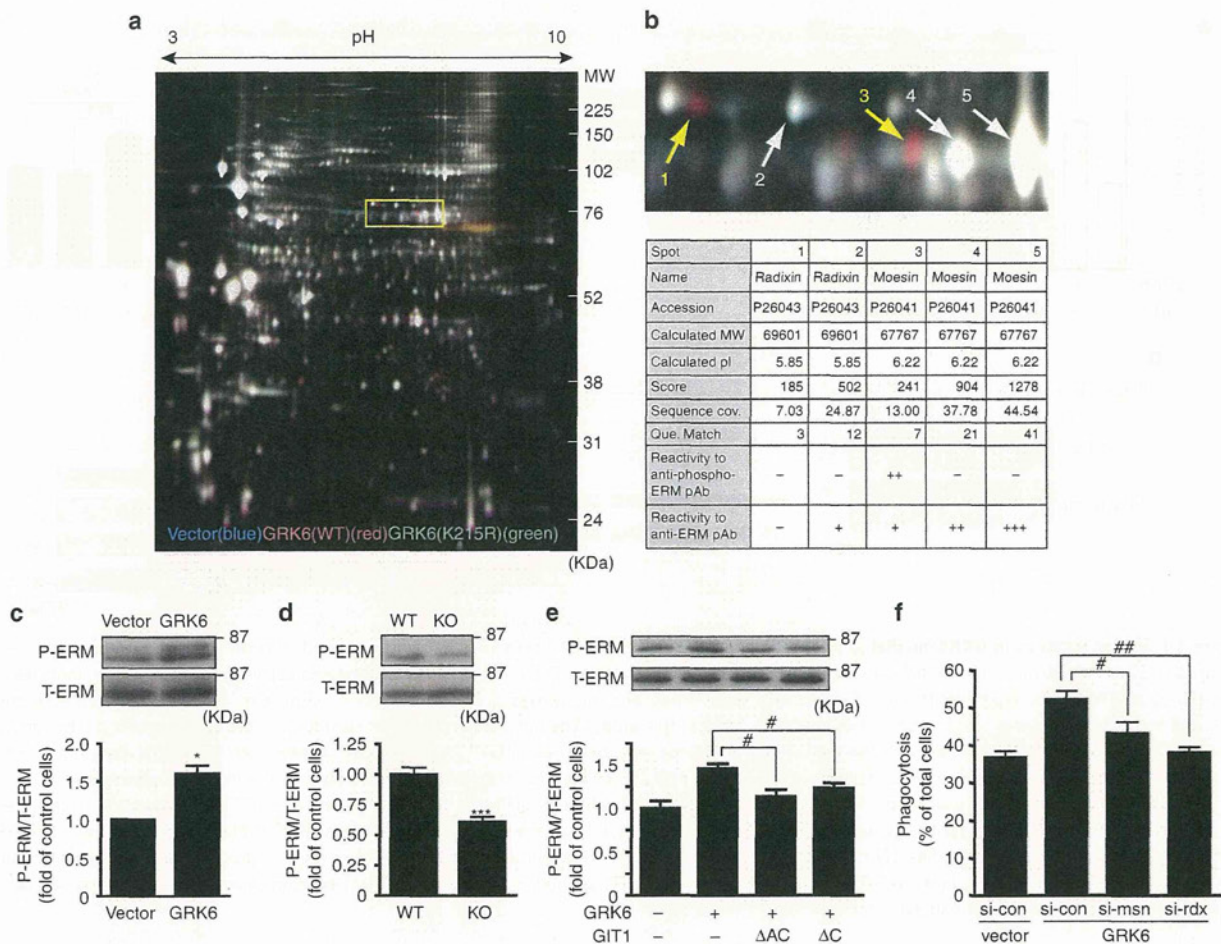 a
3 pH 10
MW
225
150
102
76
52
38
31
24
(KDa)
Vector(blue)GRK6(WT)(red)GRK6(K215R)(green)
b
1
2
3
4
5
Spot 1 2 3 4 5
Name Radixin Radixin Moesin Moesin Moesin
Accession P26043 P26043 P26041 P26041 P26041
Calculated MW 69601 69601 67767 67767 67767
Calculated pI 5.85 5.85 6.22 6.22 6.22
Score 185 502 241 904 1278
Sequence cov. 7.03 24.87 13.00 37.78 44.54
Que. Match 3 12 7 21 41
Reactivity to
anti-phospho-
ERM pAb – – ++ – –
Reactivity to
anti-ERM pAb – + + ++ +++
c
Vector GRK6
P-ERM 87
T-ERM 87
(KDa)
P-ERM/T-ERM
(fold of control cells)
2.0
1.5
1.0
0.5
0
*
Vector GRK6
d
WT KO
P-ERM 87
T-ERM 87
(KDa)
P-ERM/T-ERM
(fold of control cells)
1.25
1.00
0.75
0.50
0.25
0
***
WT KO
e
P-ERM 87
T-ERM 87
(KDa)
P-ERM/T-ERM
(fold of control cells)
1.5
1.0
0.5
0
#
#
GRK6 – + + +
GIT1 – – ΔAC ΔC
f
Phagocytosis
(% of total cells)
60
50
40
30
20
10
0
##
#
si-con si-con si-msn si-rdx
vector GRK6